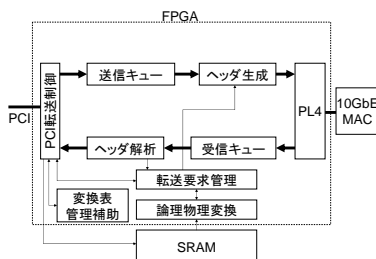 FPGA
送信キュー
ヘッダ生成
PCI
PCI転送制御
PL4
10GbE
MAC
ヘッダ解析
受信キュー
転送要求管理
変換表
管理補助
論理物理変換
SRAM